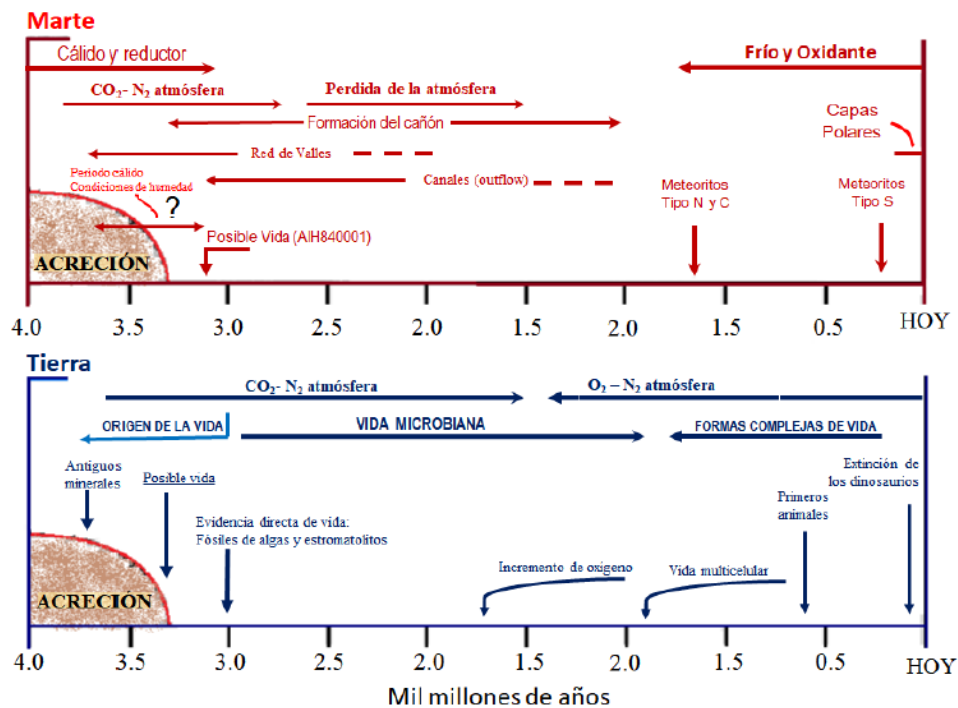 Marte
Cálido y reductor
Frío y Oxidante
CO₂- N₂ atmósfera
Perdida de la atmósfera
Formación del cañón
Capas
Polares
Red de Valles
Periodo cálido
Condiciones de humedad
?
Canales (outflow)
Meteoritos
Tipo N y C
Meteoritos
Tipo S
Posible Vida (AIH840001)
ACRECIÓN
4.0 3.5 3.0 2.5 2.0 1.5 2.0 1.5 0.5 HOY
Tierra
CO₂- N₂ atmósfera
O₂ – N₂ atmósfera
ORIGEN DE LA VIDA
VIDA MICROBIANA
FORMAS COMPLEJAS DE VIDA
Antiguos
minerales
Posible vida
Extinción de
los dinosaurios
Primeros
animales
Evidencia directa de vida:
Fósiles de algas y estromatolitos
Incremento de oxigeno
Vida multicelular
ACRECIÓN
4.0 3.5 3.0 2.5 2.0 1.5 2.0 1.5 0.5 HOY
Mil millones de años